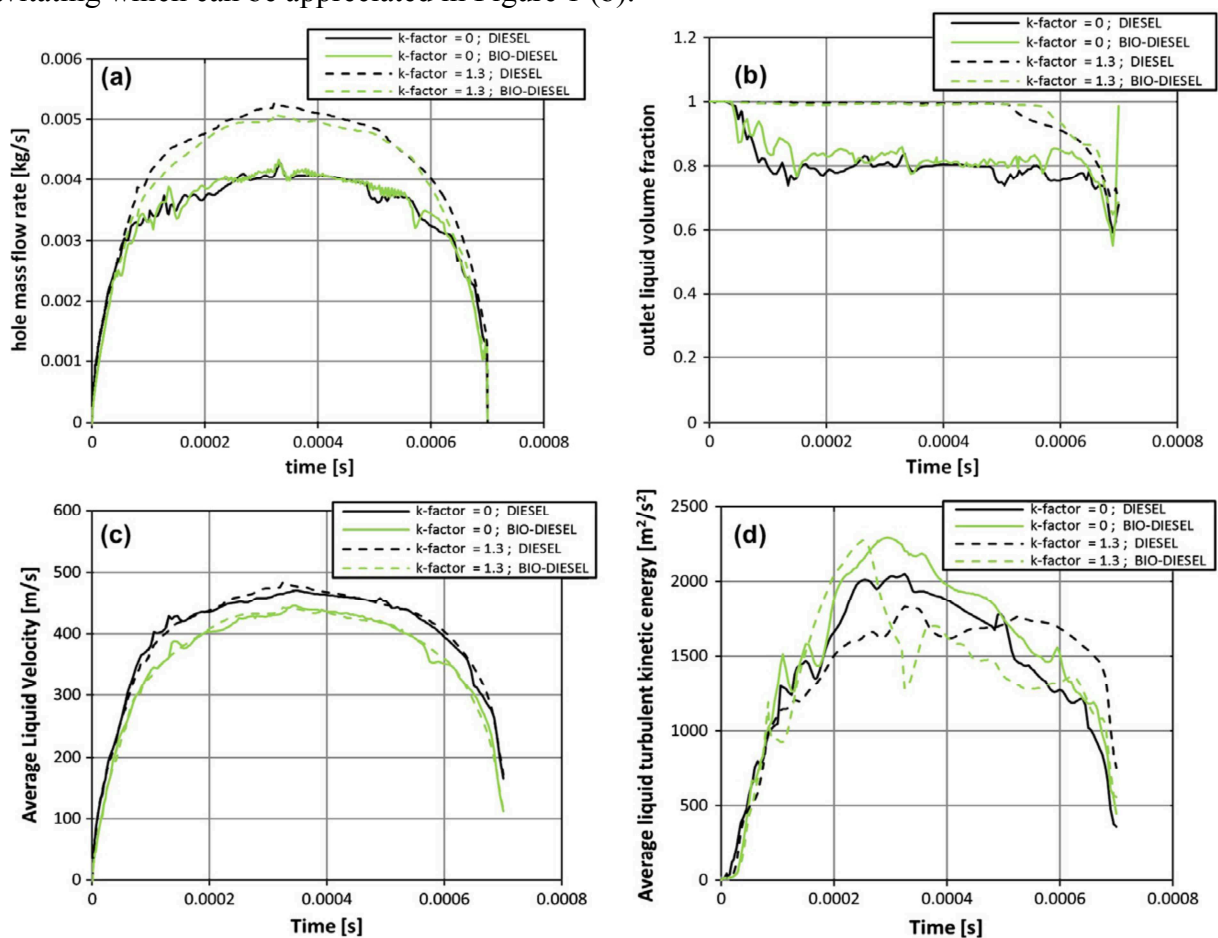 which can be appreciated in Figure 1 (b).
k-factor = 0 ; DIESEL
k-factor = 0 ; BIO-DIESEL
k-factor = 1.3 ; DIESEL
k-factor = 1.3 ; BIO-DIESEL
(a)
hole mass flow rate [kg/s]
0.006
0.005
0.004
0.003
0.002
0.001
0
0
0.0002
0.0004
0.0006
0.0008
time [s]
k-factor = 0 ; DIESEL
k-factor = 0 ; BIO-DIESEL
k-factor = 1.3 ; DIESEL
k-factor = 1.3 ; BIO-DIESEL
(b)
outlet liquid volume fraction
1.2
1
0.8
0.6
0.4
0.2
0
0
0.0002
0.0004
0.0006
0.0008
Time [s]
k-factor = 0 ; DIESEL
k-factor = 0 ; BIO-DIESEL
k-factor = 1.3 ; DIESEL
k-factor = 1.3 ; BIO-DIESEL
(c)
Average Liquid Velocity [m/s]
600
500
400
300
200
100
0
0
0.0002
0.0004
0.0006
0.0008
Time [s]
k-factor = 0 ; DIESEL
k-factor = 0 ; BIO-DIESEL
k-factor = 1.3 ; DIESEL
k-factor = 1.3 ; BIO-DIESEL
(d)
Average liquid turbulent kinetic energy [m²/s²]
2500
2000
1500
1000
500
0
0
0.0002
0.0004
0.0006
0.0008
Time [s]